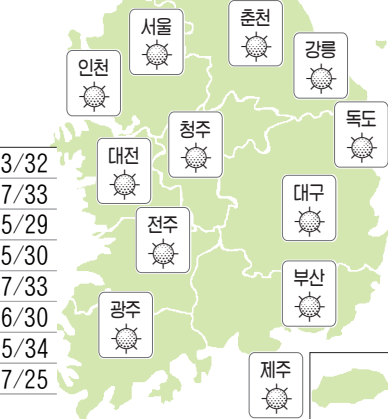 춘천
서울
강릉
인천
독도
청주
대전
3/32
7/33
대구
5/29
전주
5/30
7/33
부산
6/30
광주
5/34
제주
7/25